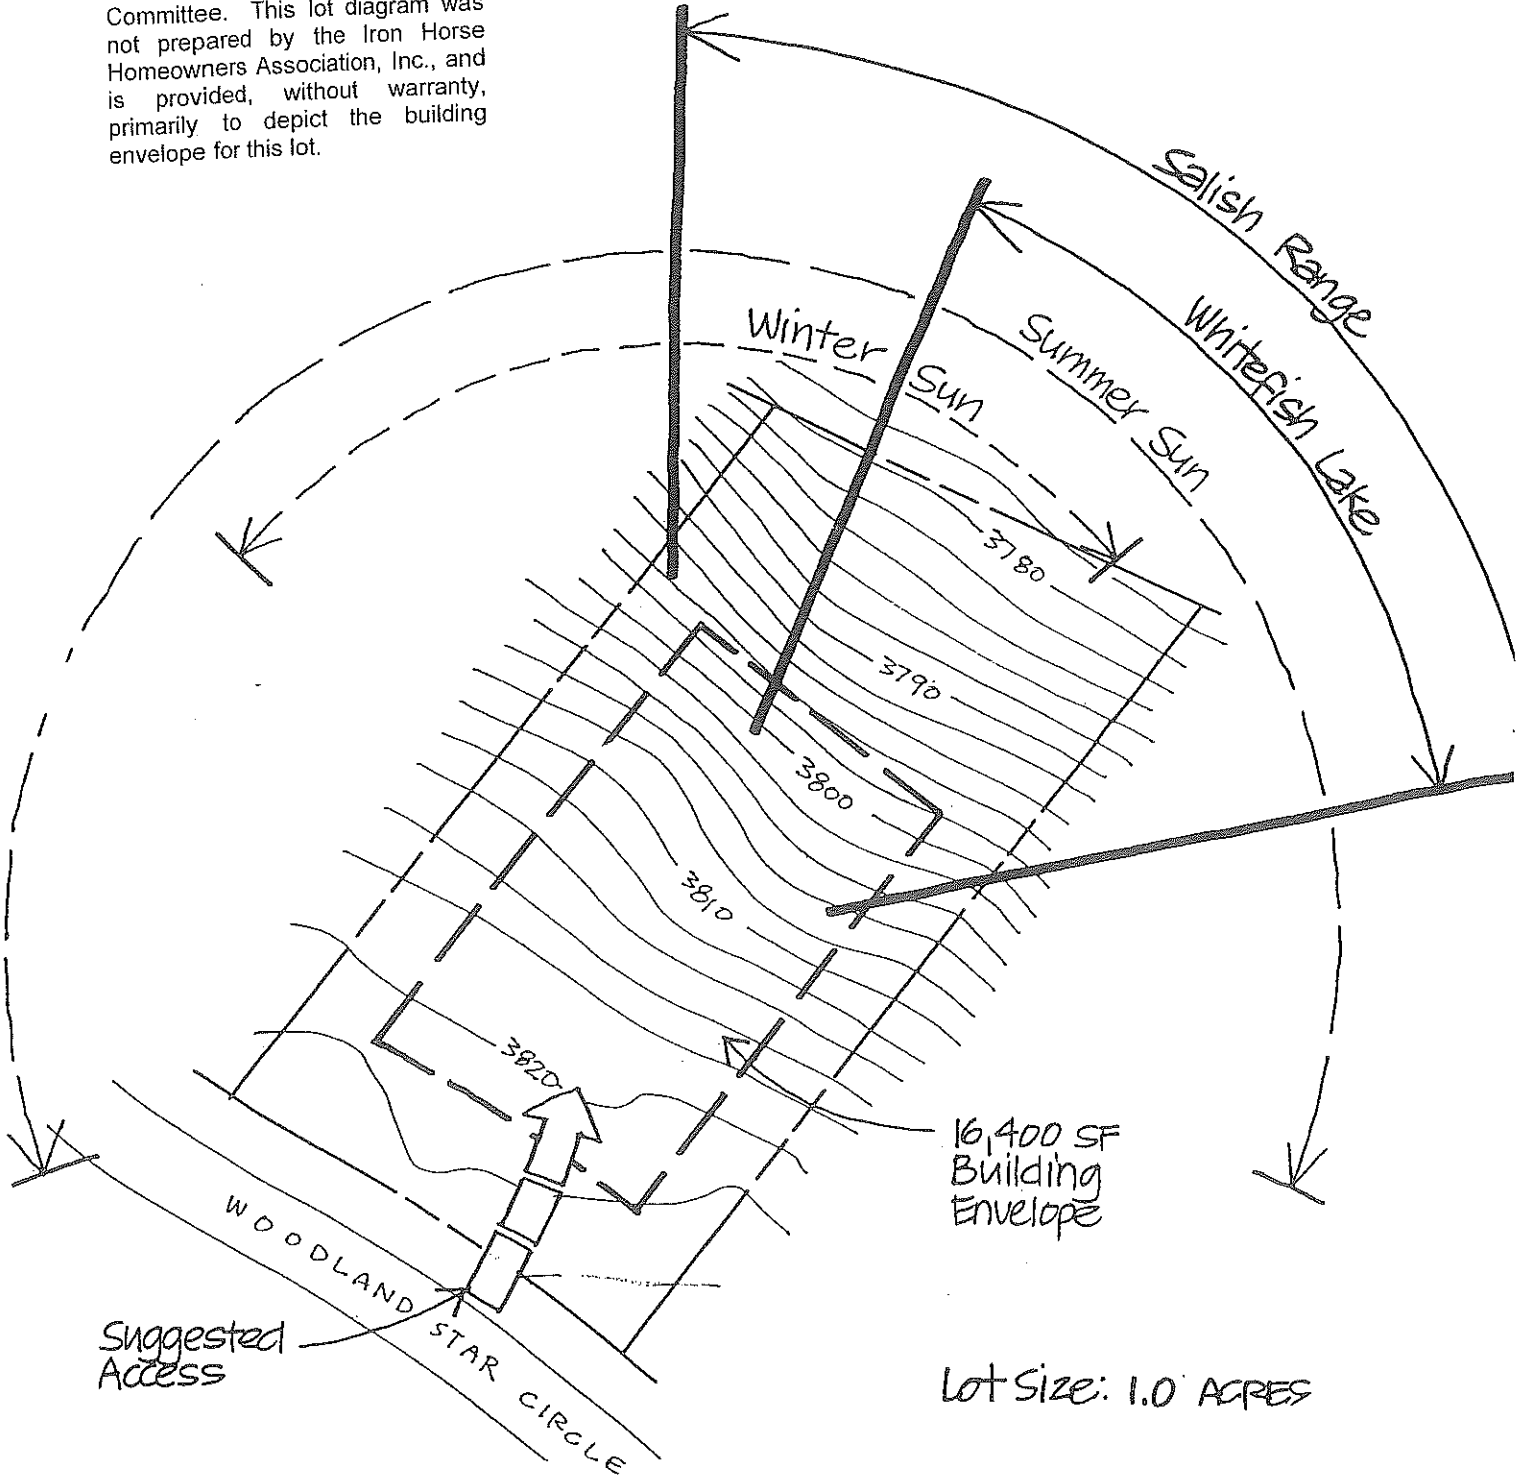 Committee. This lot diagram was
not prepared by the Iron Horse
Homeowners Association, Inc., and
is provided, without warranty,
primarily to depict the building
envelope for this lot.
Salish Range
Whitefish Lake
Summer Sun
Winter Sun
3780
3790
3800
3810
3820
16,400 SF
Building
Envelope
WOODLAND STAR CIRCLE
Suggested
Access
Lot Size: 1.0 ACRES